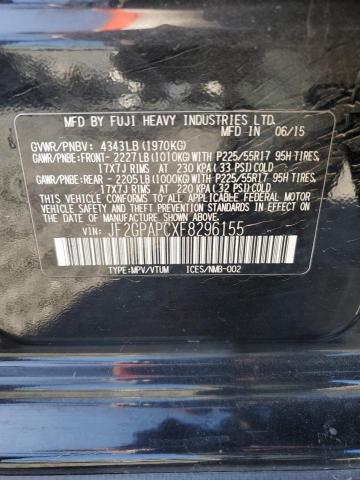 MFD BY FUJI HEAVY INDUSTRIES LTD.
MFD IN 06/15
GVWR/PNBV: 4343LB (1970KG)
GAWR/PNBE:FRONT-2227LB(1010KG)WITH P225/55R17 95H TIRES,
17X7J RIMS AT 230 KPA(33 PSI)COLD
GAWR/PNBE:REAR -2205LB(1000KG)WITH P225/55R17 95H TIRES,
17X7J RIMS AT 220 KPA(32 PSI)COLD
THIS VEHICLE CONFORMS TO ALL APPLICABLE FEDERAL MOTOR
VEHICLE SAFETY STANDARDS IN EFFECT ON THE DATE OF
MANUFACTURE SHOWN ABOVE.
VIN: JF2GPAPCXF8296155
TYPE:MPV/VTUM ICES/NMB-002